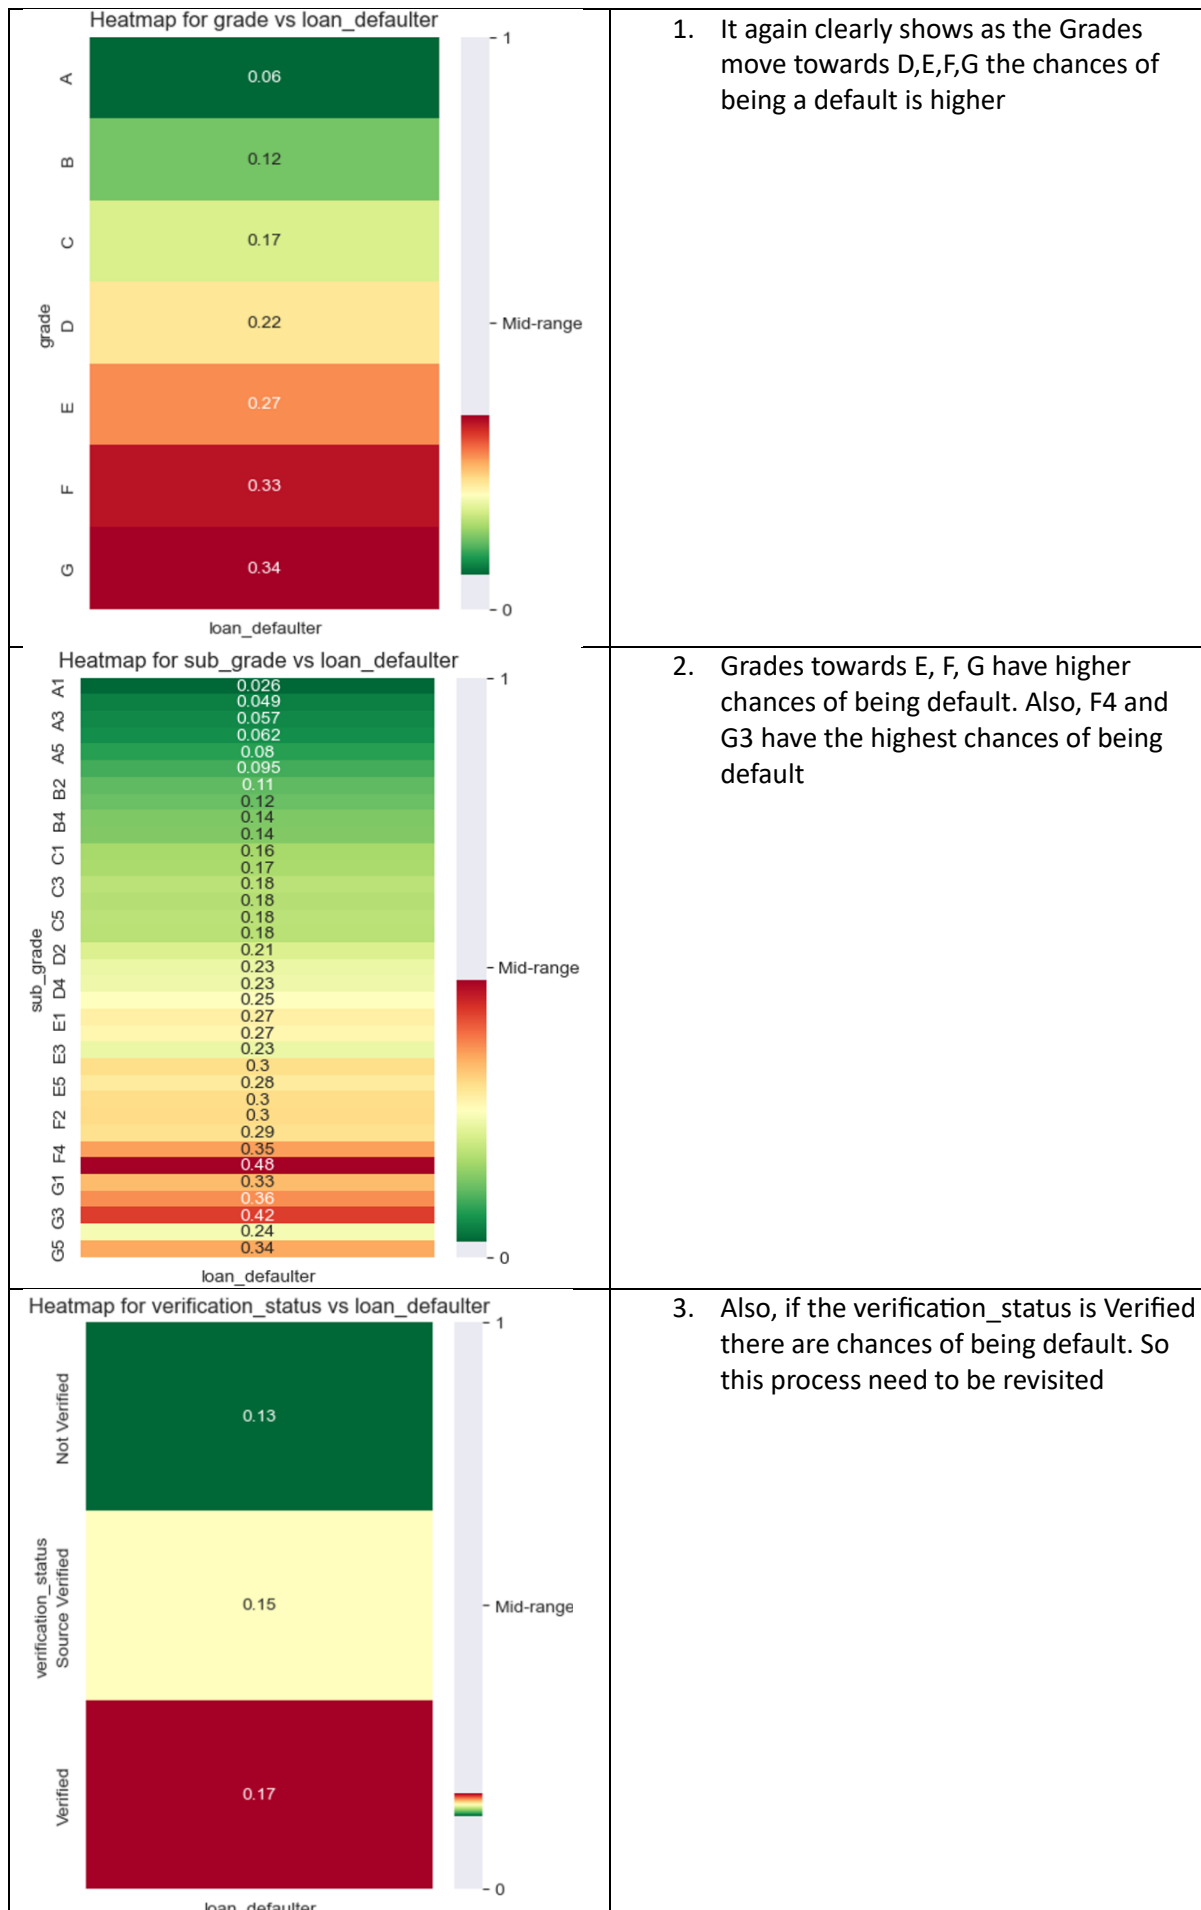 Heatmap for grade vs loan_defaulter
A
B
C
D
E
F
G
grade
0.06
0.12
0.17
0.22
0.27
0.33
0.34
loan_defaulter
1
Mid-range
0
1. It again clearly shows as the Grades
move towards D,E,F,G the chances of
being a default is higher
Heatmap for sub_grade vs loan_defaulter
A1
A3
A5
B2
B4
C1
C3
C5
D2
D4
E1
E3
E5
F2
F4
G1
G3
G5
sub_grade
0.026
0.049
0.057
0.062
0.08
0.095
0.11
0.12
0.14
0.14
0.16
0.17
0.18
0.18
0.18
0.18
0.21
0.23
0.23
0.25
0.27
0.27
0.23
0.3
0.28
0.3
0.3
0.29
0.35
0.48
0.33
0.36
0.42
0.24
0.34
loan_defaulter
1
Mid-range
0
2. Grades towards E, F, G have higher
chances of being default. Also, F4 and
G3 have the highest chances of being
default
Heatmap for verification_status vs loan_defaulter
Not Verified
Source Verified
Verified
verification_status
0.13
0.15
0.17
loan_defaulter
1
Mid-range
0
3. Also, if the verification_status is Verified
there are chances of being default. So
this process need to be revisited